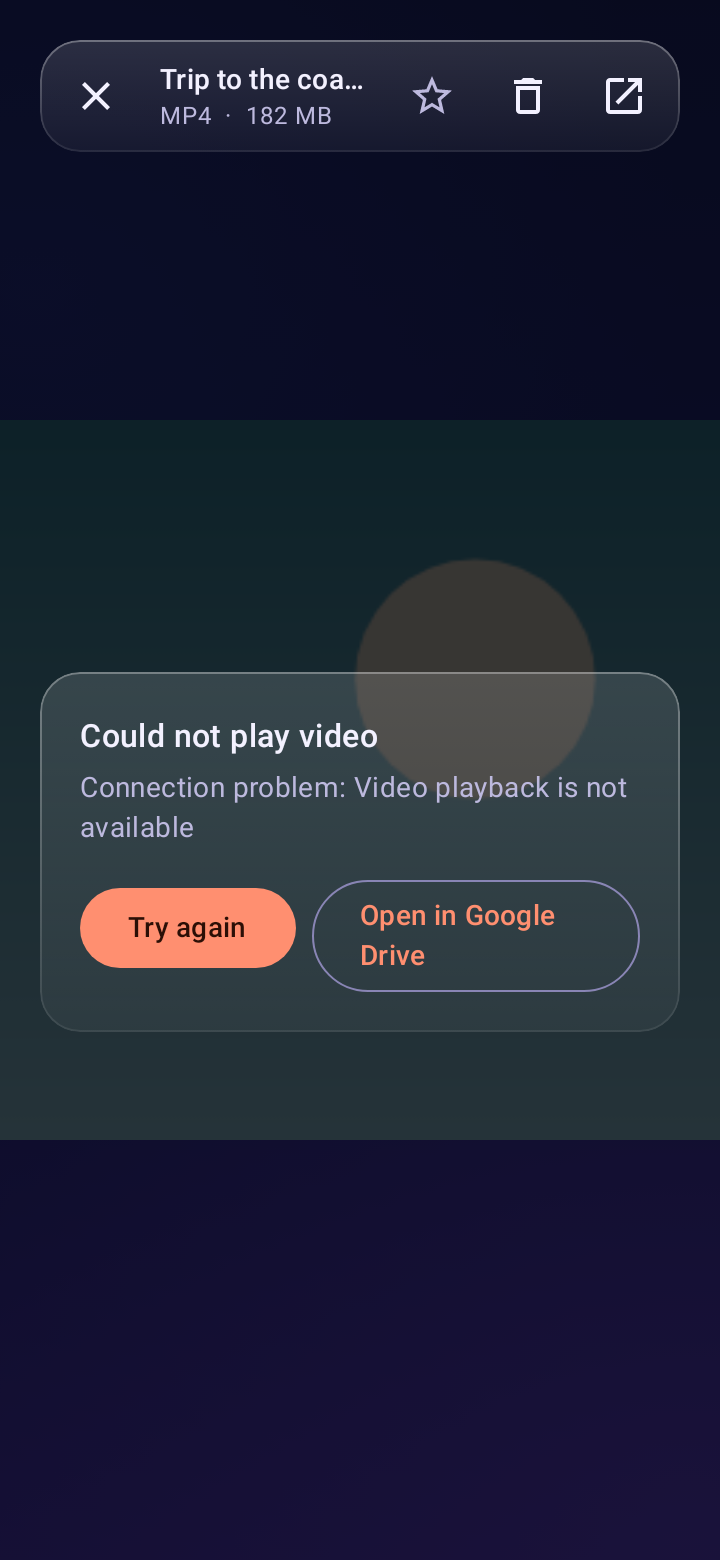 Trip to the coa…
MP4 · 182 MB
Could not play video
Connection problem: Video playback is not
available
Try again
Open in Google
Drive